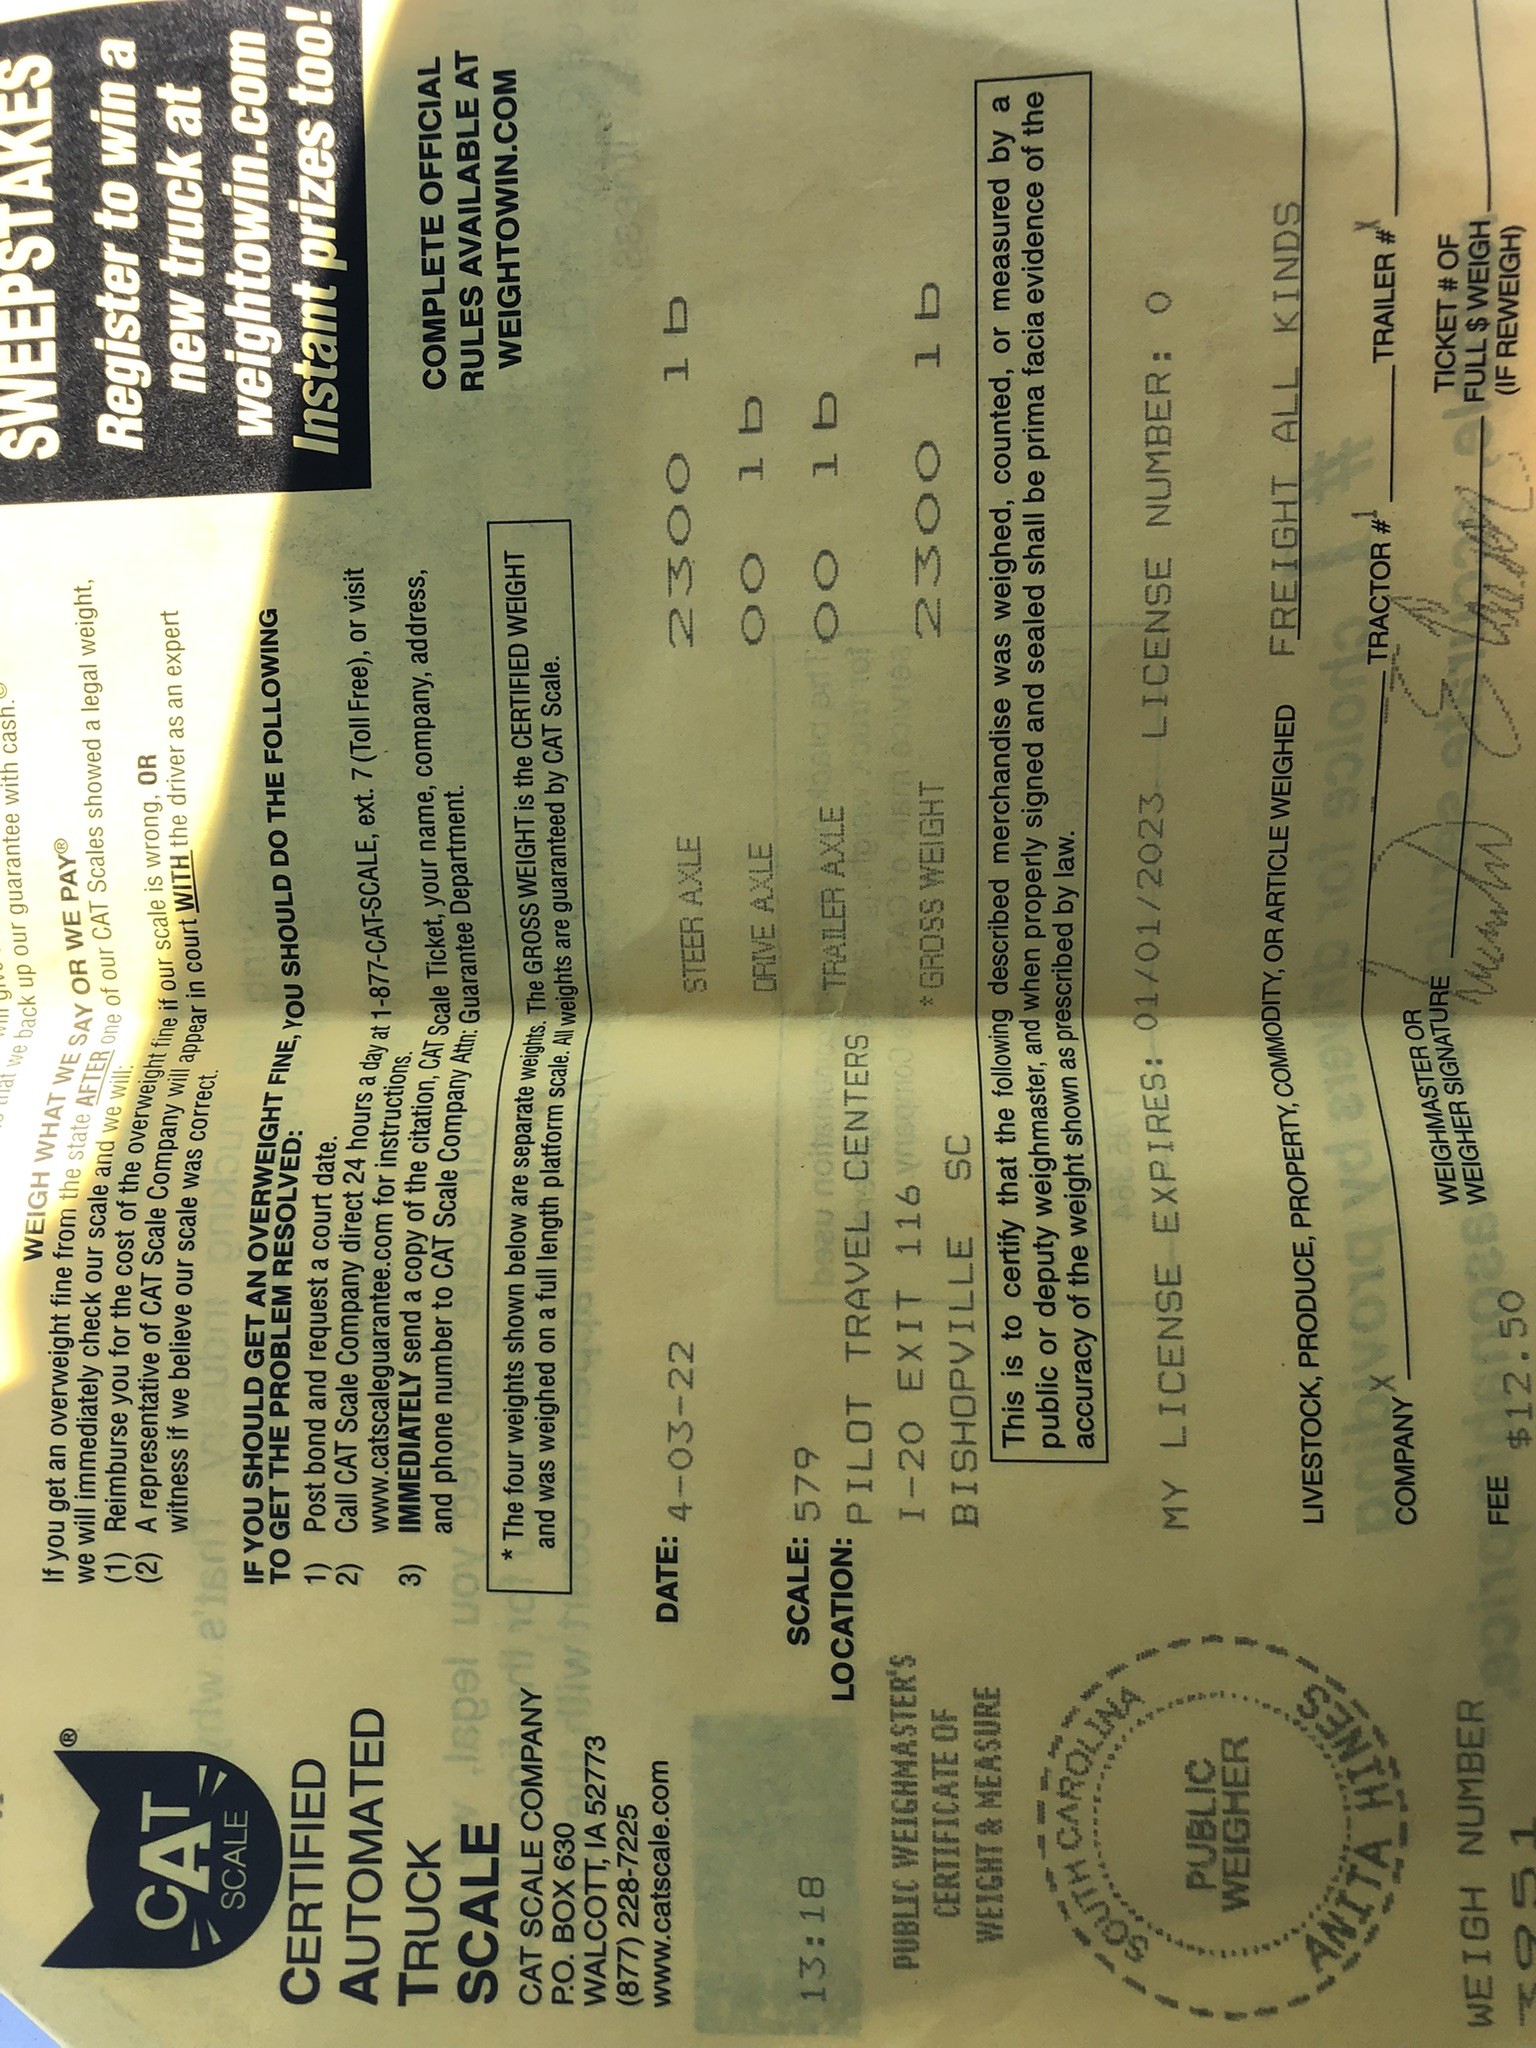 SWEEPSTAKES
Register to win a
new truck at
weightowin.com
Instant prizes too!
COMPLETE OFFICIAL
RULES AVAILABLE AT
WEIGHTOWIN.COM
that we back up our guarantee with cash.©
WEIGH WHAT WE SAY OR WE PAY®
If you get an overweight fine from the state AFTER one of our CAT Scales showed a legal weight,
we will immediately check our scale and we will:
(1) Reimburse you for the cost of the overweight fine if our scale is wrong, OR
(2) A representative of CAT Scale Company will appear in court WITH the driver as an expert
witness if we believe our scale was correct.
IF YOU SHOULD GET AN OVERWEIGHT FINE, YOU SHOULD DO THE FOLLOWING
TO GET THE PROBLEM RESOLVED:
1) Post bond and request a court date.
2) Call CAT Scale Company direct 24 hours a day at 1-877-CAT-SCALE, ext. 7 (Toll Free), or visit
www.catscaleguarantee.com for instructions.
3) IMMEDIATELY send a copy of the citation, CAT Scale Ticket, your name, company, address,
and phone number to CAT Scale Company Attn: Guarantee Department.
* The four weights shown below are separate weights. The GROSS WEIGHT is the CERTIFIED WEIGHT
and was weighed on a full length platform scale. All weights are guaranteed by CAT Scale.
CAT
SCALE
®
CERTIFIED
AUTOMATED
TRUCK
SCALE
CAT SCALE COMPANY
P.O. BOX 630
WALCOTT, IA 52773
(877) 228-7225
www.catscale.com
13:18
DATE: 4-03-22
SCALE: 579
LOCATION: PILOT TRAVEL CENTERS
I-20 EXIT 116
BISHOPVILLE SC
STEER AXLE 2300 lb
DRIVE AXLE 00 lb
TRAILER AXLE 00 lb
*GROSS WEIGHT 2300 lb
PUBLIC WEIGHMASTER'S
CERTIFICATE OF
WEIGHT & MEASURE
This is to certify that the following described merchandise was weighed, counted, or measured by a
public or deputy weighmaster, and when properly signed and sealed shall be prima facia evidence of the
accuracy of the weight shown as prescribed by law.
SOUTH CAROLINA
PUBLIC
WEIGHER
ANITA HINES
MY LICENSE EXPIRES: 01/01/2023 LICENSE NUMBER: 0
LIVESTOCK, PRODUCE, PROPERTY, COMMODITY, OR ARTICLE WEIGHED FREIGHT ALL KINDS
COMPANY X TRACTOR # 1 TRAILER # X
WEIGHMASTER OR
WEIGHER SIGNATURE
TICKET # OF
FULL $ WEIGH
(IF REWEIGH)
WEIGH NUMBER
FEE $12.50